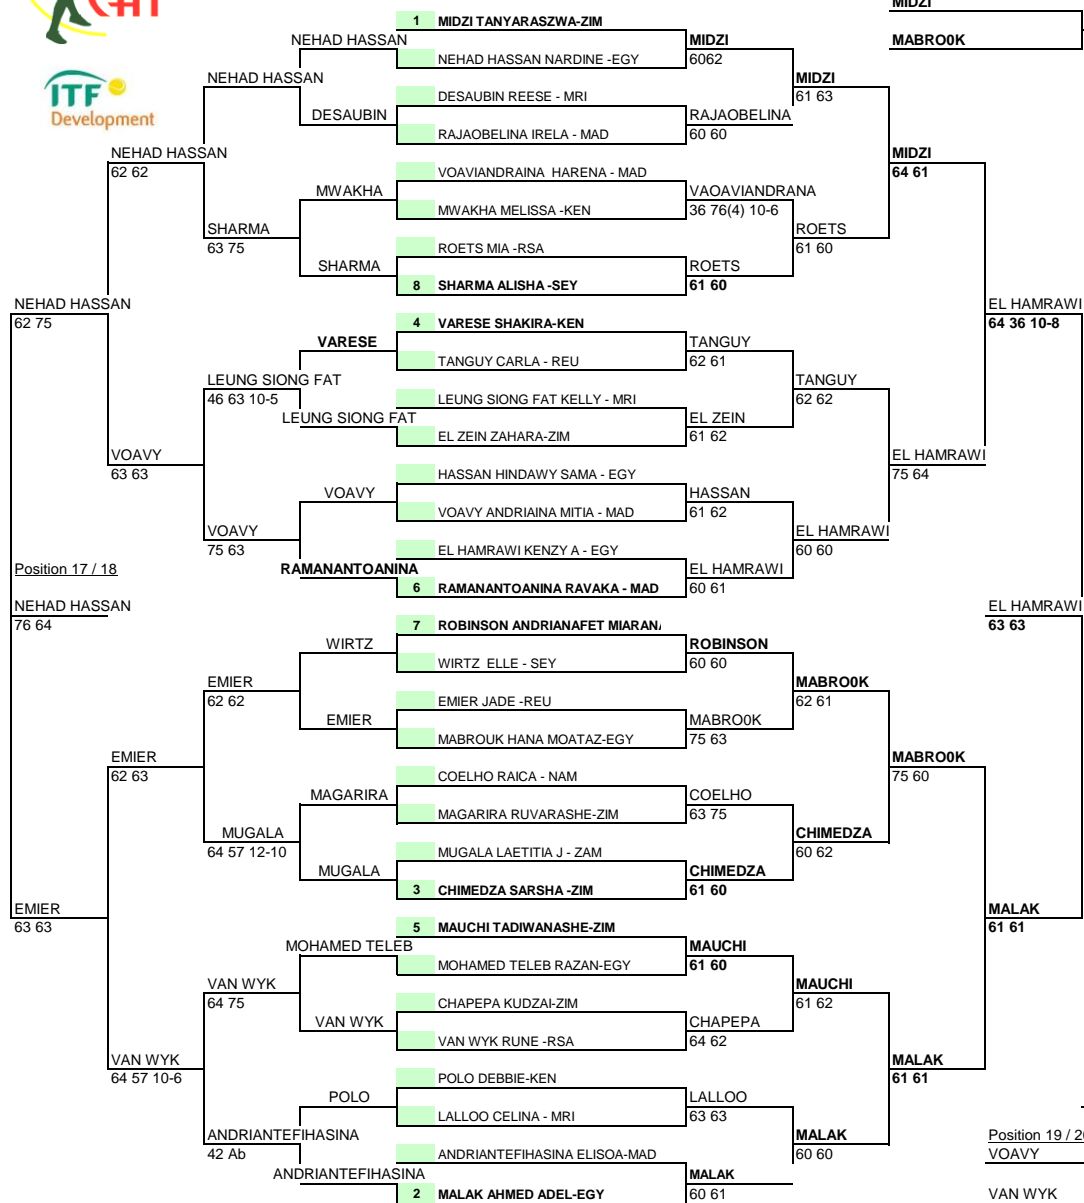 MIDZI
1 MIDZI TANYARASZWA-ZIM
NEHAD HASSAN
MIDZI
MABRO0K
NEHAD HASSAN NARDINE -EGY
6062
NEHAD HASSAN
MIDZI
ITF
Development
DESAUBIN REESE - MRI
61 63
DESAUBIN
RAJAOBELINA
RAJAOBELINA IRELA - MAD
60 60
NEHAD HASSAN
MIDZI
62 62
VOAVIANDRAINA HARENA - MAD
64 61
MWAKHA
VAOAVIANDRANA
MWAKHA MELISSA -KEN
36 76(4) 10-6
SHARMA
ROETS
63 75
ROETS MIA -RSA
61 60
SHARMA
ROETS
8 SHARMA ALISHA -SEY
61 60
NEHAD HASSAN
EL HAMRAWI
62 75
4 VARESE SHAKIRA-KEN
64 36 10-8
VARESE
TANGUY
TANGUY CARLA - REU
62 61
LEUNG SIONG FAT
TANGUY
46 63 10-5
LEUNG SIONG FAT KELLY - MRI
62 62
LEUNG SIONG FAT
EL ZEIN
EL ZEIN ZAHARA-ZIM
61 62
VOAVY
EL HAMRAWI
63 63
HASSAN HINDAWY SAMA - EGY
75 64
VOAVY
HASSAN
VOAVY ANDRIAINA MITIA - MAD
61 62
VOAVY
EL HAMRAWI
75 63
EL HAMRAWI KENZY A - EGY
60 60
Position 17 / 18
RAMANANTOANINA
EL HAMRAWI
6 RAMANANTOANINA RAVAKA - MAD
60 61
NEHAD HASSAN
EL HAMRAWI
76 64
7 ROBINSON ANDRIANAFET
63 63
WIRTZ
ROBINSON
WIRTZ ELLE - SEY
60 60
EMIER
MABRO0K
62 62
EMIER JADE -REU
62 61
EMIER
MABRO0K
MABROUK HANA MOATAZ-EGY
75 63
EMIER
MABRO0K
62 63
COELHO RAICA - NAM
75 60
MAGARIRA
COELHO
MAGARIRA RUVARASHE-ZIM
63 75
MUGALA
CHIMEDZA
64 57 12-10
MUGALA LAETITIA J - ZAM
60 62
MUGALA
CHIMEDZA
3 CHIMEDZA SARSHA -ZIM
61 60
EMIER
MALAK
63 63
5 MAUCHI TADIWANASHE-ZIM
61 61
MOHAMED TELEB
MAUCHI
MOHAMED TELEB RAZAN-EGY
61 60
VAN WYK
MAUCHI
64 75
CHAPEPA KUDZAI-ZIM
61 62
VAN WYK
CHAPEPA
VAN WYK RUNE -RSA
64 62
VAN WYK
MALAK
64 57 10-6
POLO DEBBIE-KEN
61 61
POLO
LALLOO
LALLOO CELINA - MRI
63 63
ANDRIANTEFIHASINA
MALAK
Position 19 /
42 Ab
ANDRIANTEFIHASINA ELISOA-MAD
60 60
VOAVY
ANDRIANTEFIHASINA
MALAK
2 MALAK AHMED ADEL-EGY
60 61
VAN WYK